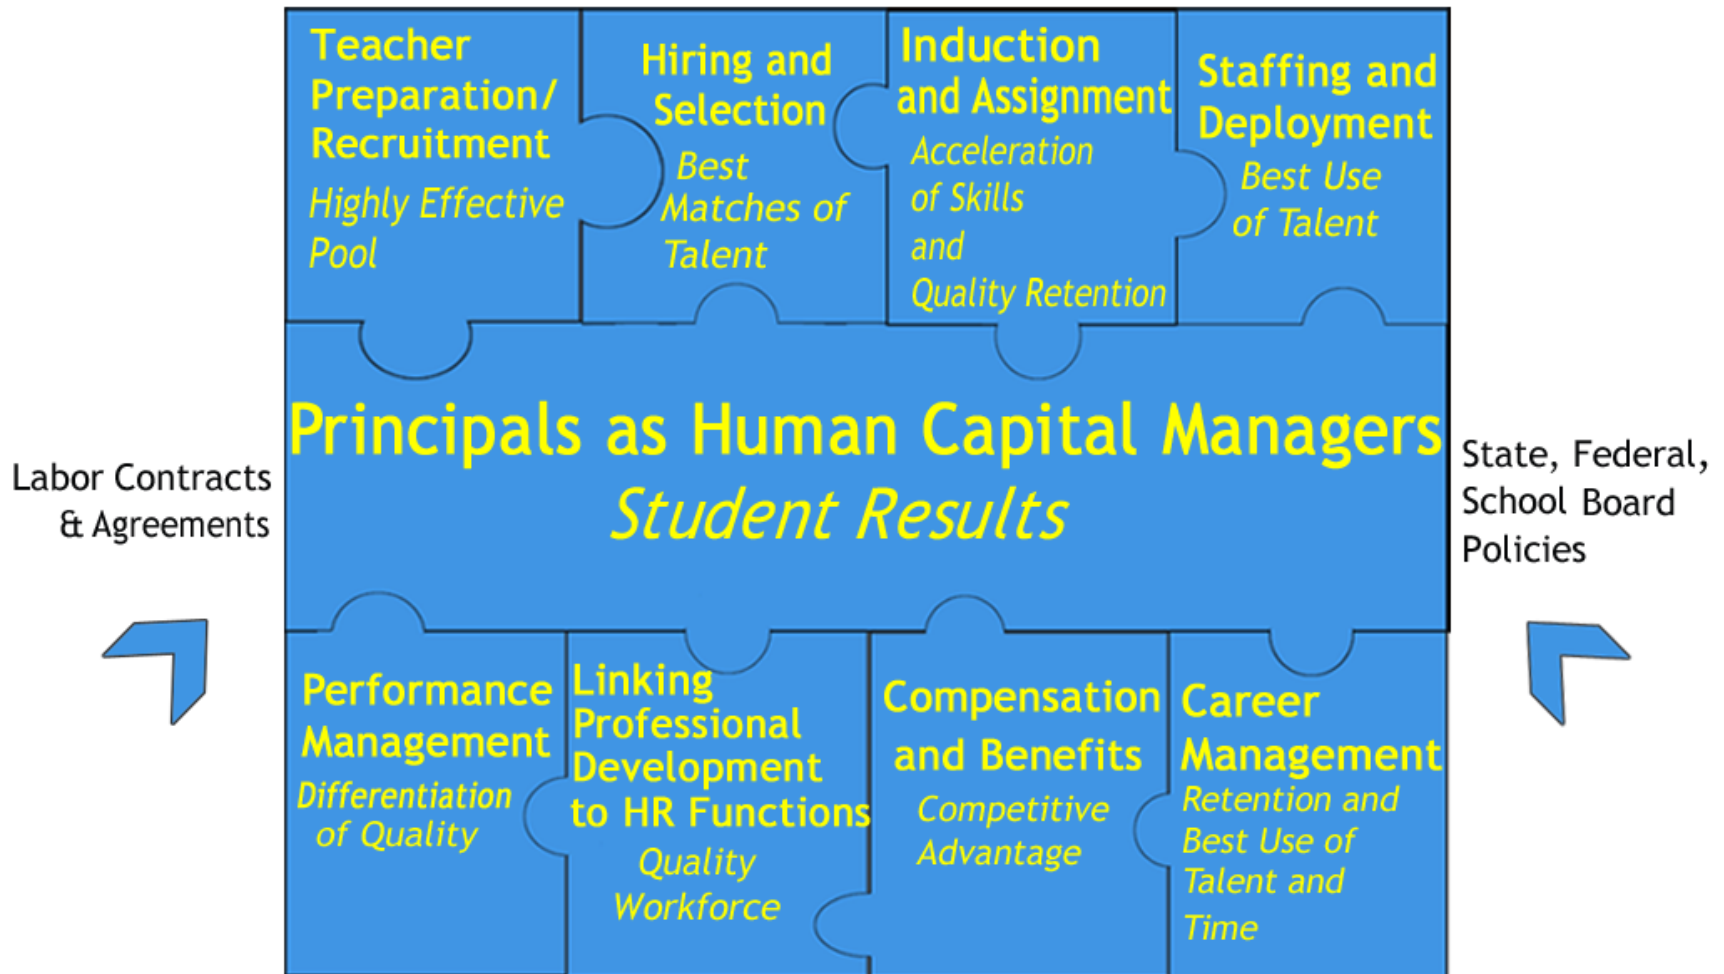 Teacher
Preparation/
Recruitment
Highly Effective
Pool
Hiring and
Selection
Best
Matches of
Talent
Induction
and Assignment
Acceleration
of Skills
and
Quality Retention
Staffing and
Deployment
Best Use
of Talent
Labor Contracts
& Agreements
Principals as Human Capital Managers
Student Results
State, Federal,
School Board
Policies
Performance
Management
Differentiation
of Quality
Linking
Professional
Development
to HR Functions
Quality
Workforce
Compensation
and Benefits
Competitive
Advantage
Career
Management
Retention and
Best Use of
Talent and
Time